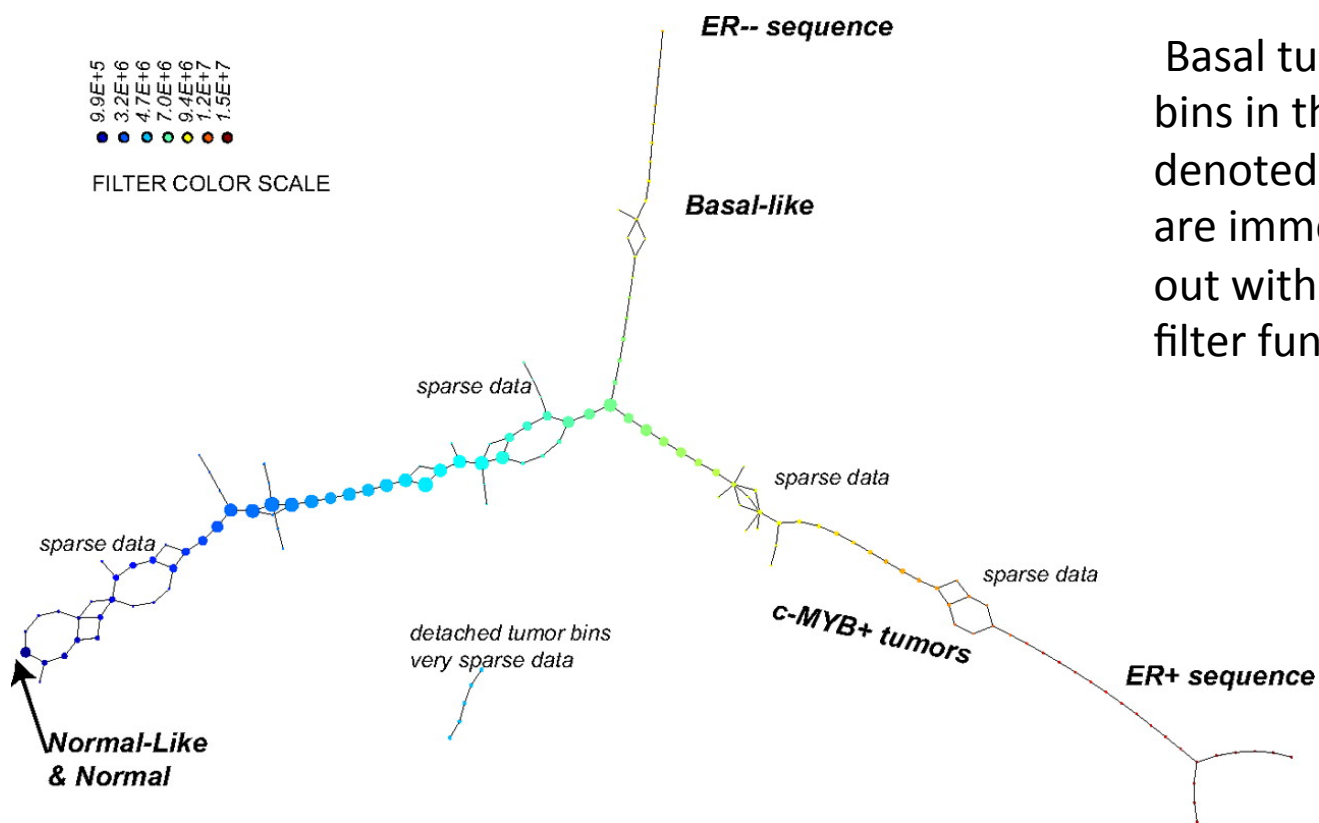 ER-- sequence
9.9E+5
3.2E+6
4.7E+6
7.0E+6
9.4E+6
1.2E+7
1.5E+7
FILTER COLOR SCALE
Basal-like
Basal tu
bins in th
denoted
are imme
out with
filter fun
sparse data
sparse data
sparse data
sparse data
c-MYB+ tumors
detached tumor bins
very sparse data
ER+ sequence
Normal-Like
& Normal